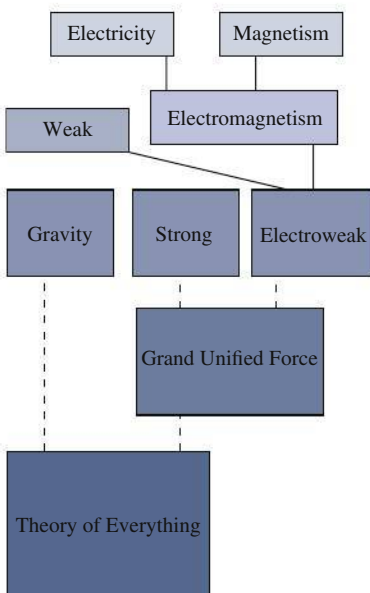 Electricity
Magnetism
Electromagnetism
Weak
Gravity
Strong
Electroweak
Grand Unified Force
Theory of Everything